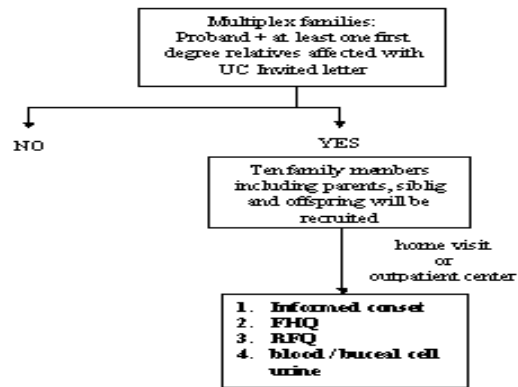 Multiplex families:
Proband + at least one first
degree relatives affected with
UC Invited letter
NO
YES
Ten family members
including parents, siblig
and offspring will be
recruited
home visit
or
outpatient center
1. Informed conset
2. FHQ
3. RFQ
4. blood / buccal cell
urine